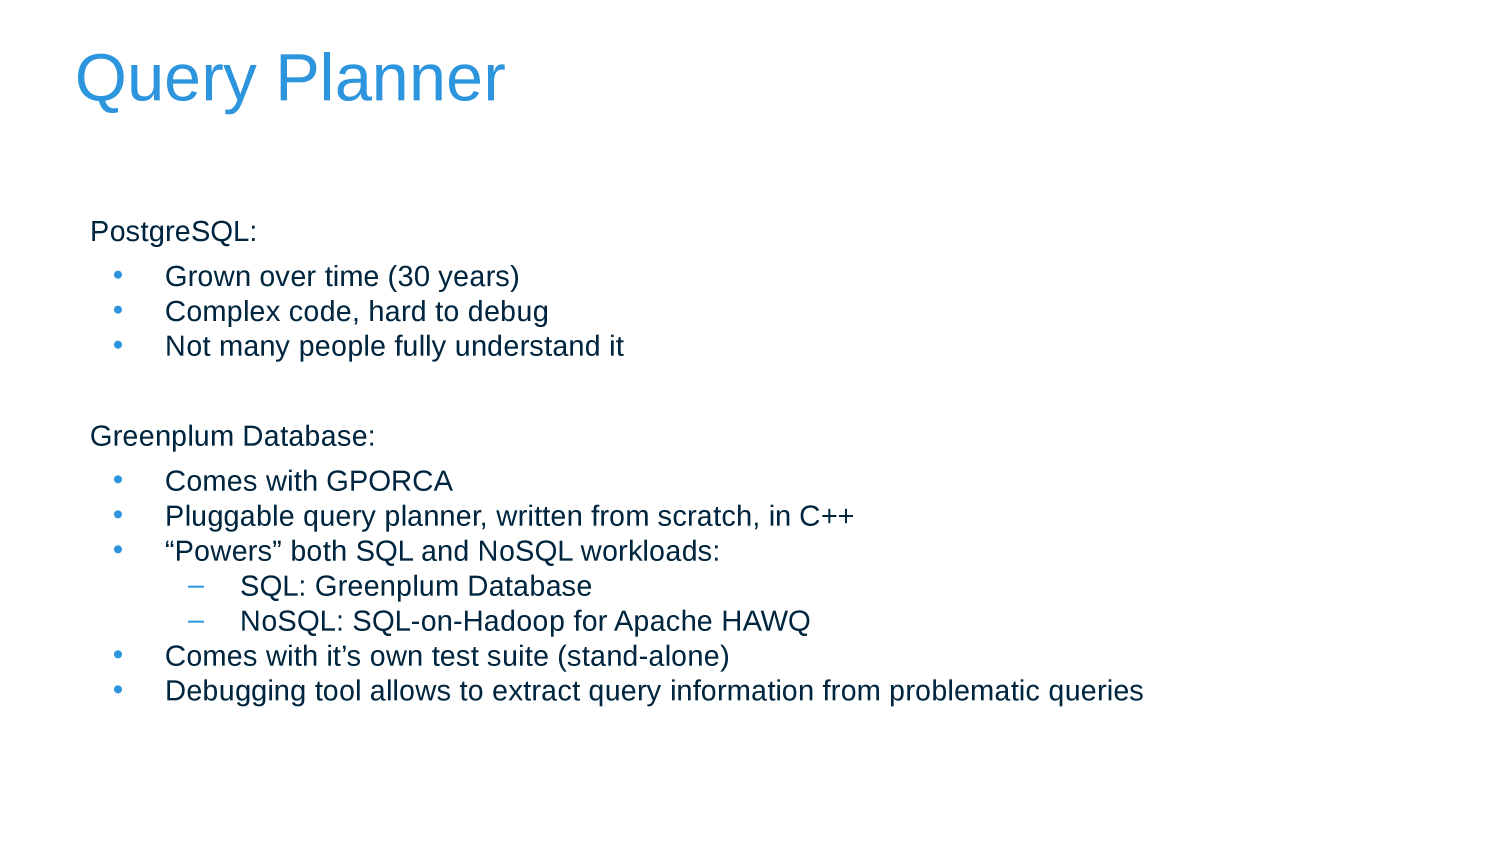 Query Planner
PostgreSQL:
• Grown over time (30 years)
• Complex code, hard to debug
• Not many people fully understand it
Greenplum Database:
• Comes with GPORCA
• Pluggable query planner, written from scratch, in C++
• “Powers” both SQL and NoSQL workloads:
– SQL: Greenplum Database
– NoSQL: SQL-on-Hadoop for Apache HAWQ
• Comes with it’s own test suite (stand-alone)
• Debugging tool allows to extract query information from problematic queries